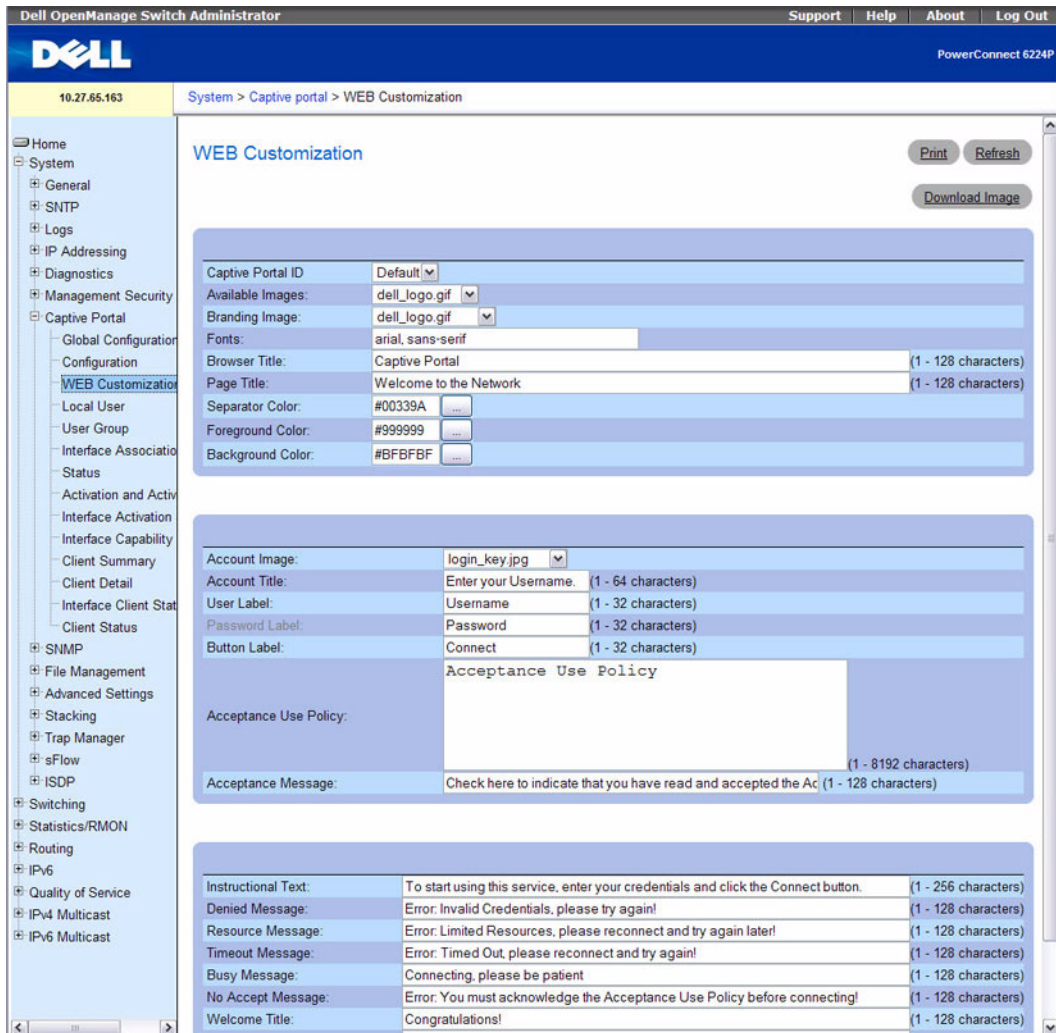 Dell OpenManage Switch Administrator
Support Help About Log Out
DELL
PowerConnect 6224P
10.27.65.163
System > Captive portal > WEB Customization
Home
System
General
SNTP
Logs
IP Addressing
Diagnostics
Management Security
Captive Portal
Global Configuration
Configuration
WEB Customization
Local User
User Group
Interface Associatio
Status
Activation and Activ
Interface Activation
Interface Capability
Client Summary
Client Detail
Interface Client Stat
Client Status
SNMP
File Management
Advanced Settings
Stacking
Trap Manager
sFlow
ISDP
Switching
Statistics/RMON
Routing
IPv6
Quality of Service
IPv4 Multicast
IPv6 Multicast
WEB Customization
Print Refresh
Download Image
Captive Portal ID Default
Available Images: dell_logo.gif
Branding Image: dell_logo.gif
Fonts: arial, sans-serif
Browser Title: Captive Portal (1 - 128 characters)
Page Title: Welcome to the Network (1 - 128 characters)
Separator Color: #00339A ...
Foreground Color: #999999 ...
Background Color: #BFBFBF ...
Account Image: login_key.jpg
Account Title: Enter your Username. (1 - 64 characters)
User Label: Username (1 - 32 characters)
Password Label: Password (1 - 32 characters)
Button Label: Connect (1 - 32 characters)
Acceptance Use Policy: Acceptance Use Policy (1 - 8192 characters)
Acceptance Message: Check here to indicate that you have read and accepted the Ac (1 - 128 characters)
Instructional Text: To start using this service, enter your credentials and click the Connect button. (1 - 256 characters)
Denied Message: Error: Invalid Credentials, please try again! (1 - 128 characters)
Resource Message: Error: Limited Resources, please reconnect and try again later! (1 - 128 characters)
Timeout Message: Error: Timed Out, please reconnect and try again! (1 - 128 characters)
Busy Message: Connecting, please be patient (1 - 128 characters)
No Accept Message: Error: You must acknowledge the Acceptance Use Policy before connecting! (1 - 128 characters)
Welcome Title: Congratulations! (1 - 128 characters)